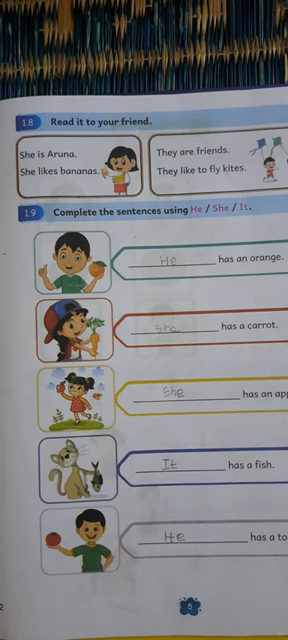 1.8 Read it to your friend.
She is Aruna. They are friends.
She likes bananas. They like to fly kites.
1.9 Complete the sentences using He / She / It.
He has an orange.
She has a carrot.
She has an app
It has a fish.
He has a to
2 5